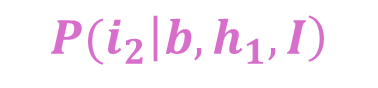 P(i₂|b, h₁, I)